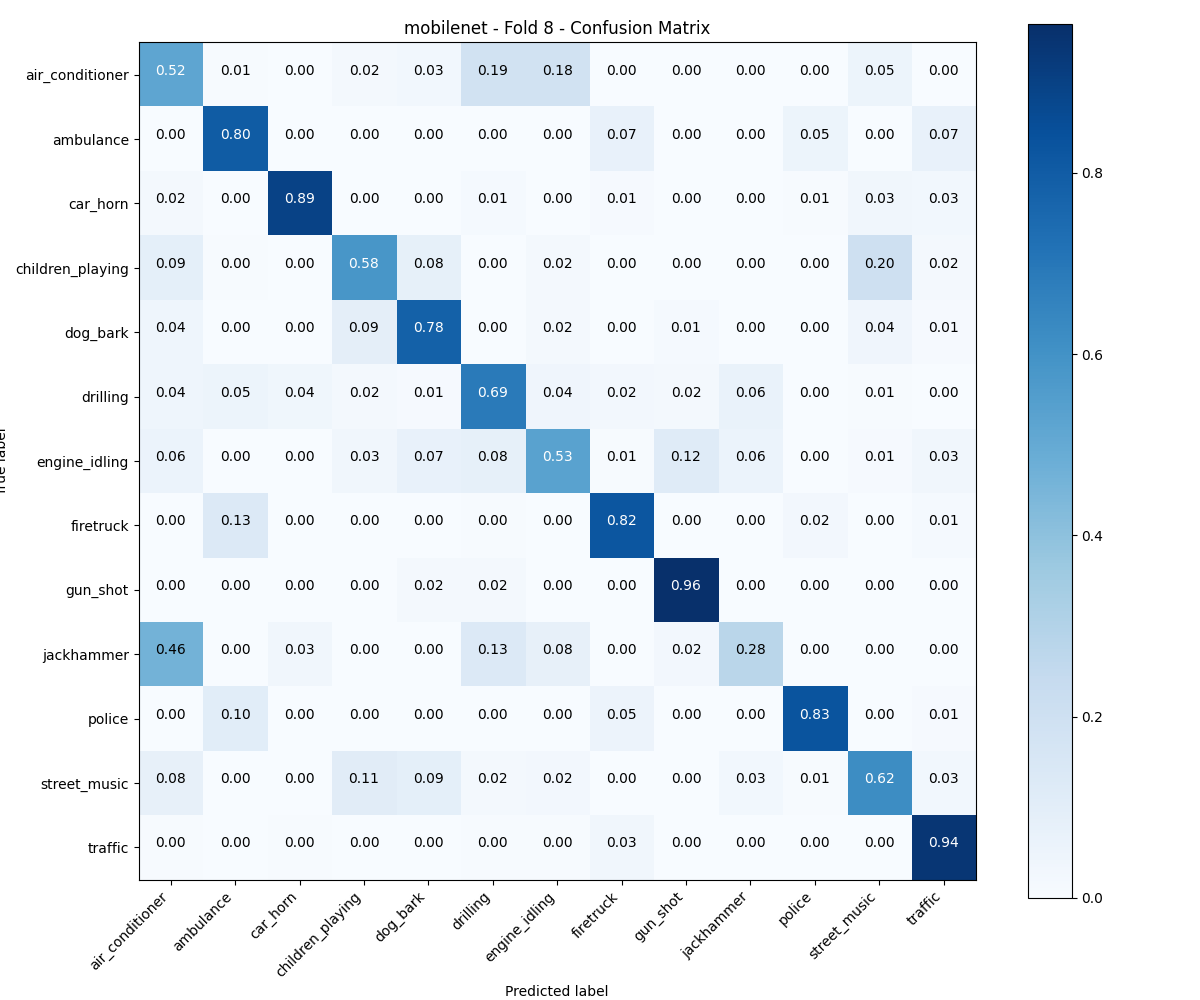 mobilenet - Fold 8 - Confusion Matrix
air_conditioner 0.52 0.01 0.00 0.02 0.03 0.19 0.18 0.00 0.00 0.00 0.00 0.05 0.00
ambulance 0.00 0.80 0.00 0.00 0.00 0.00 0.00 0.07 0.00 0.00 0.05 0.00 0.07
car_horn 0.02 0.00 0.89 0.00 0.00 0.01 0.00 0.01 0.00 0.00 0.01 0.03 0.03
children_playing 0.09 0.00 0.00 0.58 0.08 0.00 0.02 0.00 0.00 0.00 0.00 0.20 0.02
dog_bark 0.04 0.00 0.00 0.09 0.78 0.00 0.02 0.00 0.01 0.00 0.00 0.04 0.01
drilling 0.04 0.05 0.04 0.02 0.01 0.69 0.04 0.02 0.02 0.06 0.00 0.01 0.00
engine_idling 0.06 0.00 0.00 0.03 0.07 0.08 0.53 0.01 0.12 0.06 0.00 0.01 0.03
firetruck 0.00 0.13 0.00 0.00 0.00 0.00 0.00 0.82 0.00 0.00 0.02 0.00 0.01
gun_shot 0.00 0.00 0.00 0.00 0.02 0.02 0.00 0.00 0.96 0.00 0.00 0.00 0.00
jackhammer 0.46 0.00 0.03 0.00 0.00 0.13 0.08 0.00 0.02 0.28 0.00 0.00 0.00
police 0.00 0.10 0.00 0.00 0.00 0.00 0.00 0.05 0.00 0.00 0.83 0.00 0.01
street_music 0.08 0.00 0.00 0.11 0.09 0.02 0.02 0.00 0.00 0.03 0.01 0.62 0.03
traffic 0.00 0.00 0.00 0.00 0.00 0.00 0.00 0.03 0.00 0.00 0.00 0.00 0.94
air_conditioner ambulance car_horn children_playing dog_bark drilling engine_idling firetruck gun_shot jackhammer police street_music traffic
Predicted label
0.8
0.6
0.4
0.2
0.0